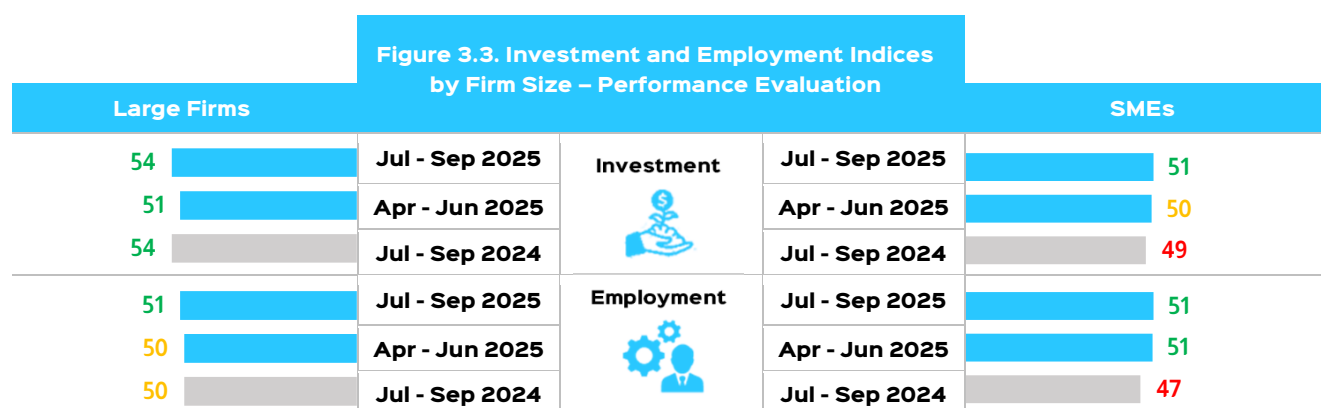 Figure 3.3. Investment and Employment Indices
by Firm Size – Performance Evaluation
Large Firms
SMEs
54 Jul - Sep 2025 Investment Jul - Sep 2025 51
51 Apr - Jun 2025 Apr - Jun 2025 50
54 Jul - Sep 2024 Jul - Sep 2024 49
51 Jul - Sep 2025 Employment Jul - Sep 2025 51
50 Apr - Jun 2025 Apr - Jun 2025 51
50 Jul - Sep 2024 Jul - Sep 2024 47